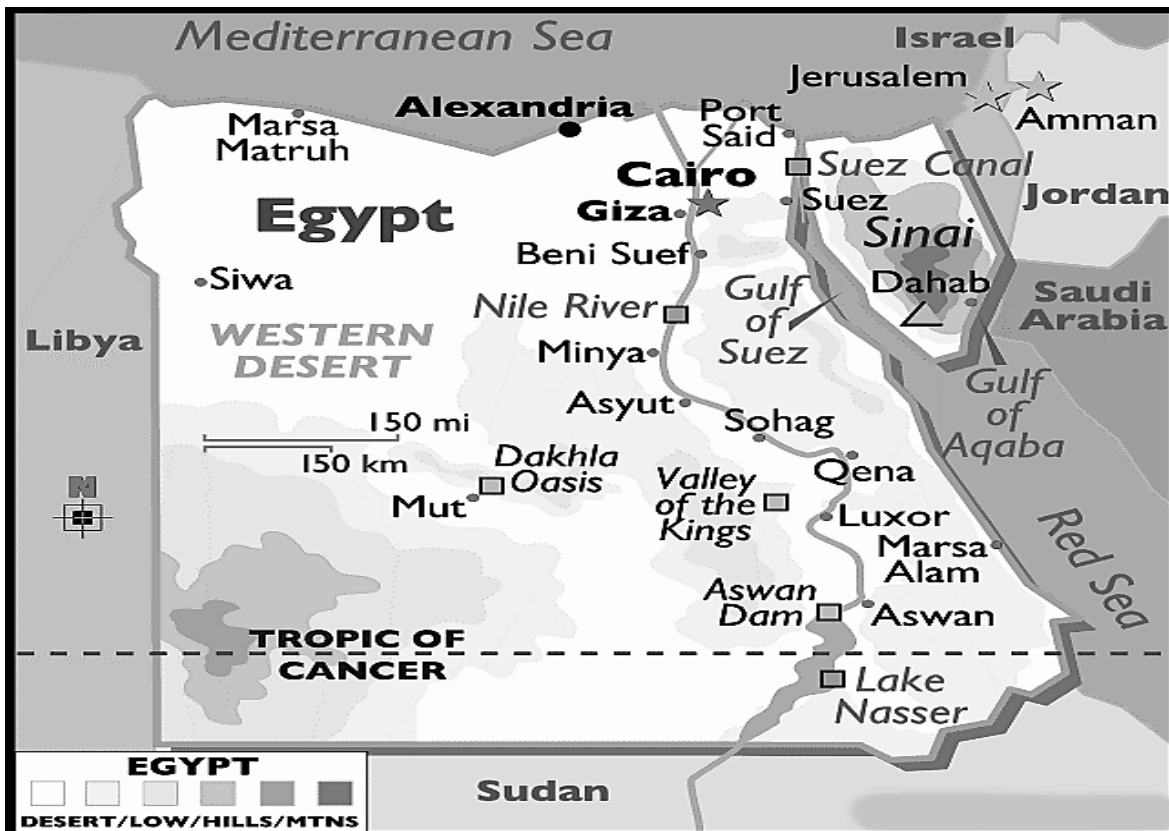 Mediterranean Sea
Israel
Jerusalem
Amman
Alexandria
Port
Said
Marsa
Matruh
Suez Canal
Cairo
Jordan
Egypt
Giza
Suez
Sinai
Beni Suef
Siwa
Dahab
Gulf
of
Suez
Saudi
Arabia
Nile River
Libya
WESTERN
DESERT
Minya
Gulf
of
Aqaba
Asyut
150 mi
150 km
Sohag
Dakhla
Oasis
Qena
Valley
of the
Kings
N
Mut
Luxor
Marsa
Alam
Red Sea
Aswan
Dam
Aswan
TROPIC OF
CANCER
Lake
Nasser
EGYPT
DESERT/LOW/HILLS/MTNS
Sudan